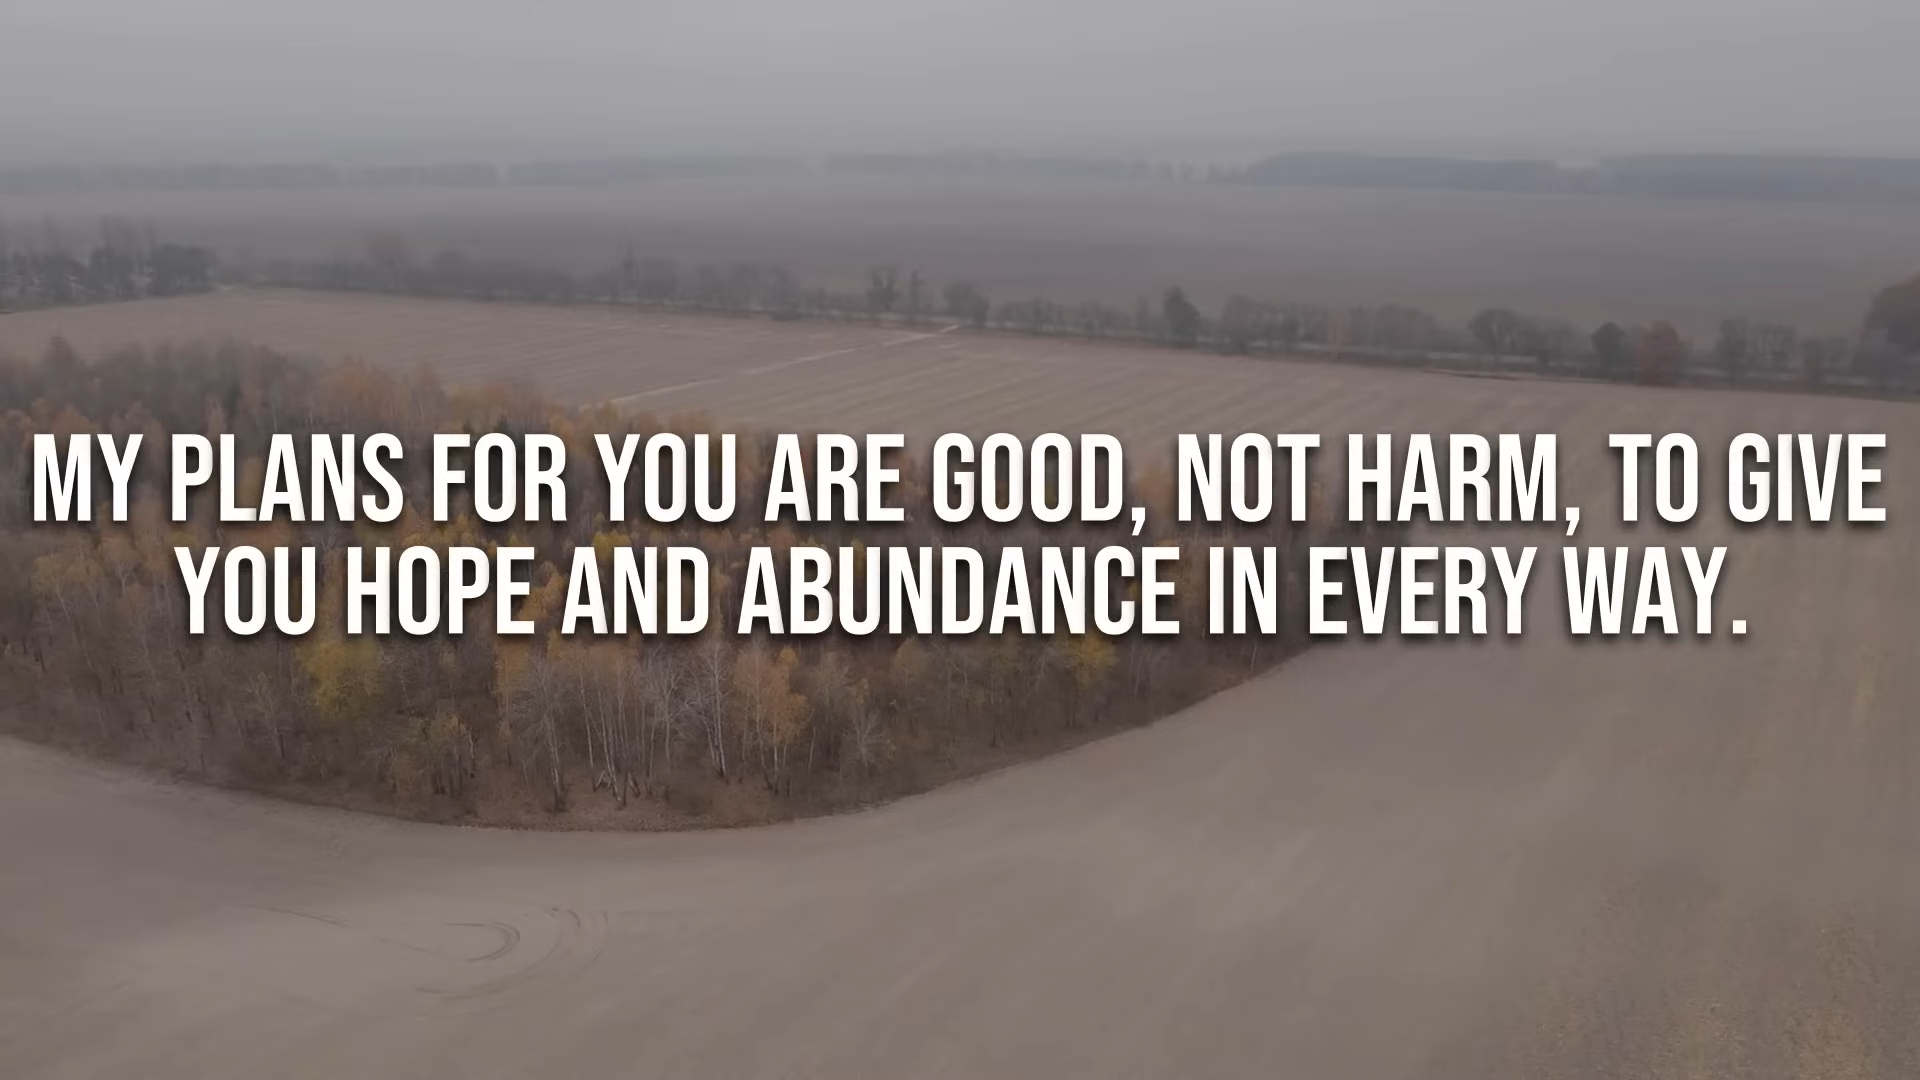 MY PLANS FOR YOU ARE GOOD, NOT HARM, TO GIVE
YOU HOPE AND ABUNDANCE IN EVERY WAY.